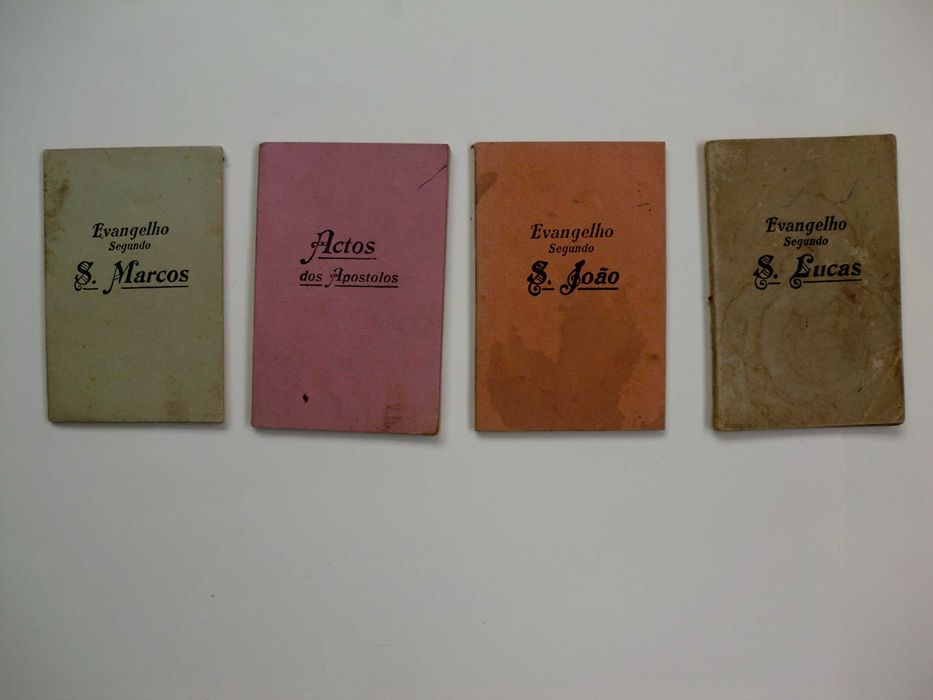 Evangelho
Segundo
S. Marcos
Actos
dos Apostolos
Evangelho
Segundo
S. João
Evangelho
Segundo
S. Lucas